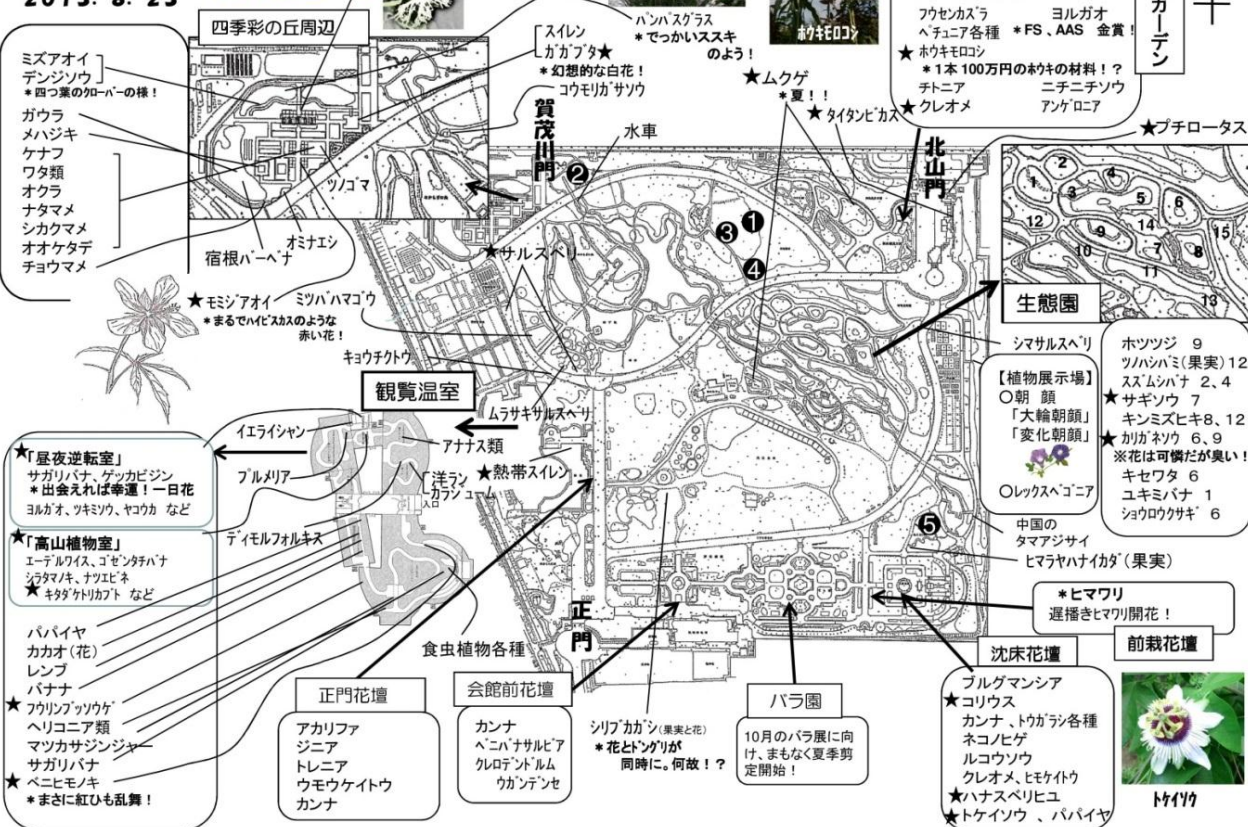 四季彩の丘周辺
ミズアオイ
デンジソウ
*四つ葉のクローバーの様！
ガウラ
メハジキ
ケナフ
ワタ類
オクラ
ナタマメ
シカクマメ
オオケタデ
チョウマメ
ツノゴマ
オミナエシ
宿根バーベナ
スイレン
ガガブタ★
*幻想的な白花！
コウモリガサソウ
パンパスグラス
*でっかいススキ
のよう！
ホウキモロコシ
フウセンカズラ
ヨルガオ
ペチュニア各種 *FS、AAS 金賞！
★ホウキモロコシ
*1本100万円のホウキの材料！？
チトニア
ニチニチソウ
★クレオメ
アンゲロニア
ガーデン
★ムクゲ
*夏！！
★タイタンビカス
★プチロータス
賀茂川門
水車
北山門
②
③
①
④
⑤
★サルスベリ
★モミジアオイ
*まるでハイビスカスのような
赤い花！
ミツバハマゴウ
キョウチクトウ
ムラサキサルスベリ
1
2
3
4
5
6
7
8
9
10
11
12
13
14
15
生態園
シマサルスベリ
【植物展示場】
○朝 顔
「大輪朝顔」
「変化朝顔」
○レックスベゴニア
ホツツジ 9
ツノハシバミ(果実)12
スズムシバナ 2、4
★サギソウ 7
キンミズヒキ8、12
★カリガネソウ 6、9
※花は可憐だが臭い！
キセワタ 6
ユキミバナ 1
ショウロウクサギ 6
中国の
タマアジサイ
ヒマラヤハナイカダ(果実)
観覧温室
イエライシャン
アナナス類
プルメリア
洋ラン
カラジューム
入口
★熱帯スイレン
ディモルフォルキス
食虫植物各種
★「昼夜逆転室」
サガリバナ、ゲッカビジン
*出会えれば幸運！一日花
ヨルガオ、ツキミソウ、ヤコウカ など
★「高山植物室」
エーデルワイス、ゴゼンタチバナ
シラタマノキ、ナツエビネ
★キタダケトリカブト など
パパイヤ
カカオ(花)
レンブ
バナナ
★フウリンブッソウゲ
ヘリコニア類
マツカサジンジャー
サガリバナ
★ベニヒモノキ
*まさに紅ひも乱舞！
正門
正門花壇
アカリファ
ジニア
トレニア
ウモウケイトウ
カンナ
会館前花壇
カンナ
ベニバナサルビア
クレロデンドルム
ウガンデンセ
シリブカガシ(果実と花)
*花とドングリが
同時に。何故！？
バラ園
10月のバラ展に向
け、まもなく夏季剪
定開始！
*ヒマワリ
遅播きヒマワリ開花！
前栽花壇
沈床花壇
ブルグマンシア
★コリウス
カンナ、トウガラシ各種
ネコノヒゲ
ルコウソウ
クレオメ、ヒモケイトウ
★ハナスベリヒユ
★トケイソウ 、パパイヤ
トケイソウ